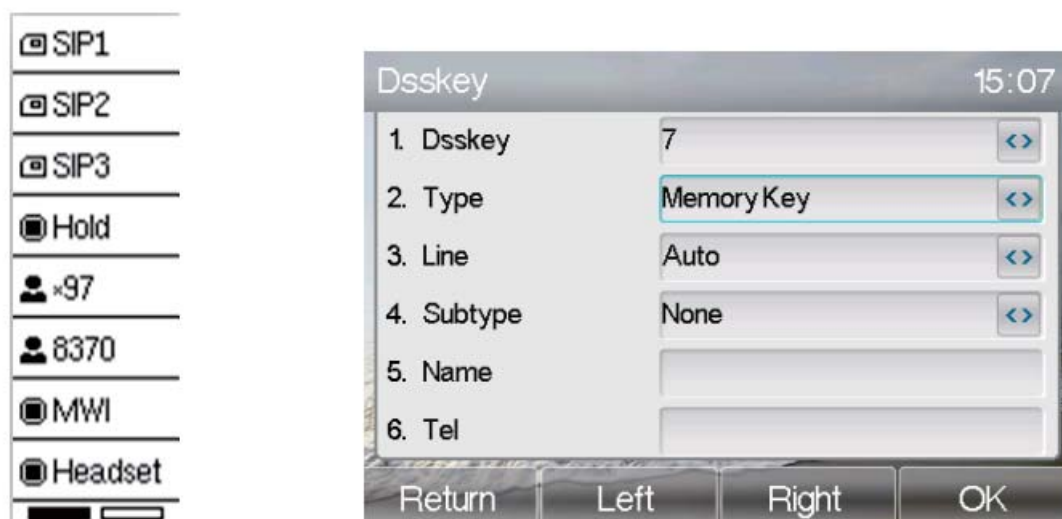 SIP1
SIP2
SIP3
Hold
*97
8370
MWI
Headset
Dsskey 15:07
1. Dsskey 7
2. Type Memory Key
3. Line Auto
4. Subtype None
5. Name
6. Tel
Return Left Right OK